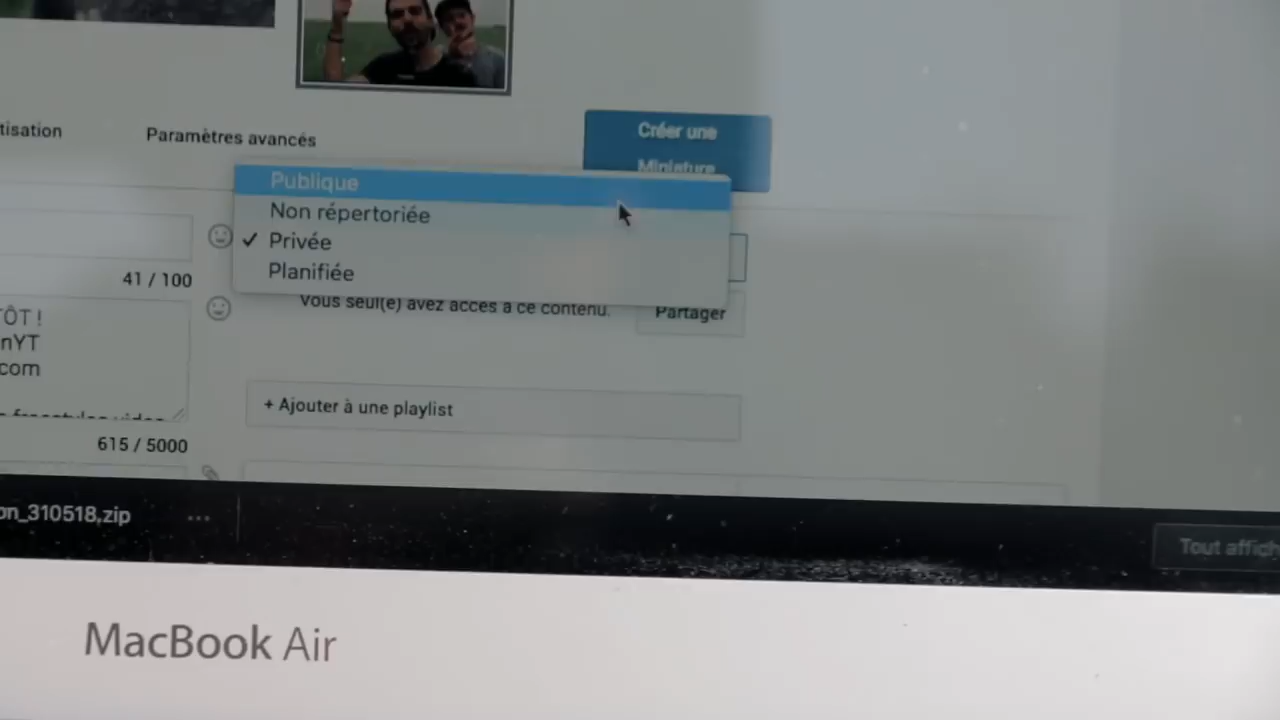 tisation
Paramètres avancés
Créer une
Miniature
Publique
Non répertoriée
✓ Privée
Planifiée
41 / 100
Vous seul(e) avez accès à ce contenu.
Partager
TÔT !
nYT
com
+ Ajouter à une playlist
615 / 5000
on_310518.zip
...
Tout affich
MacBook Air